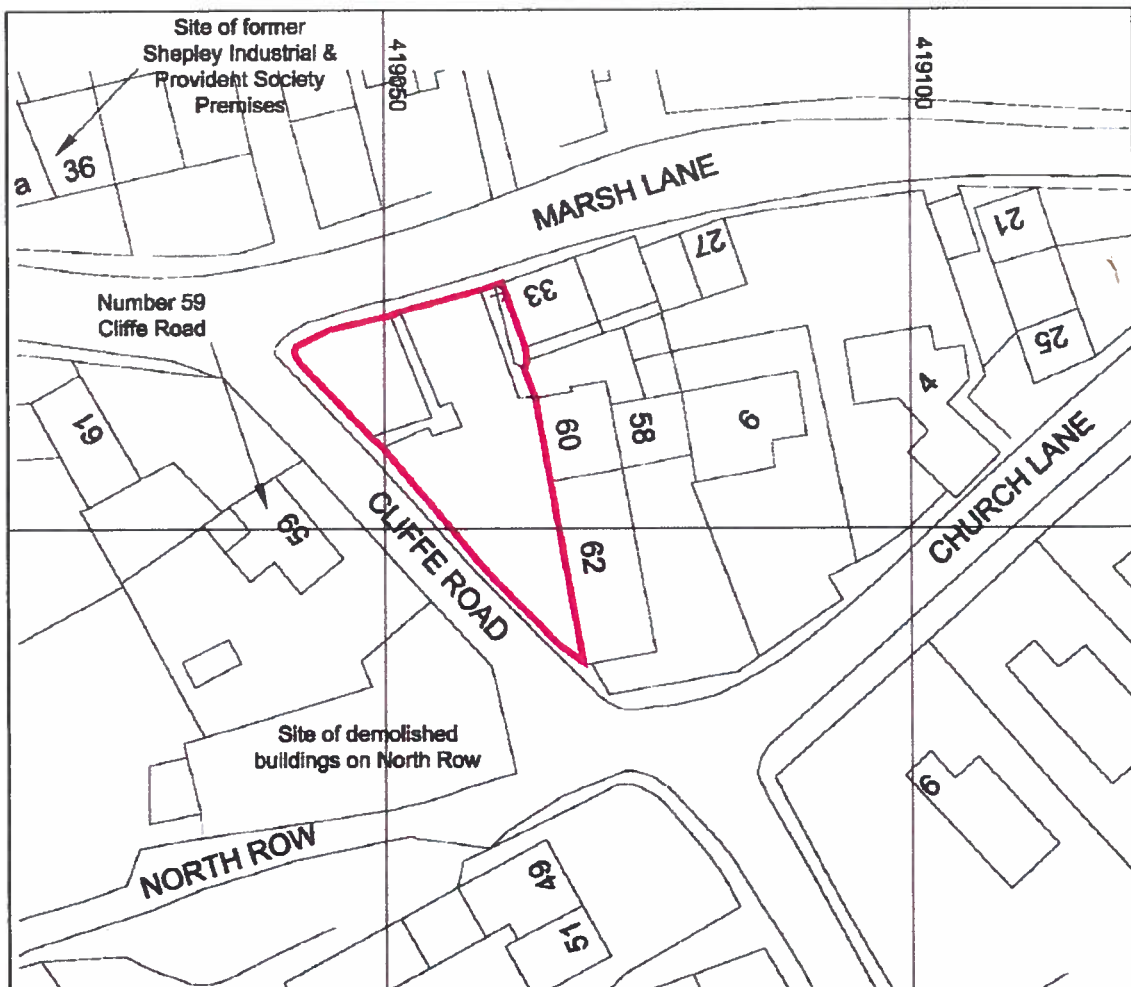 Site of former
Shepley Industrial &
Provident Society
Premises
419050
419100
a 36
MARSH LANE
21
27
33
25
Number 59
Cliffe Road
61
4
60
58
9
59
CLIFFE ROAD
CHURCH LANE
62
Site of demolished
buildings on North Row
9
NORTH ROW
49
51